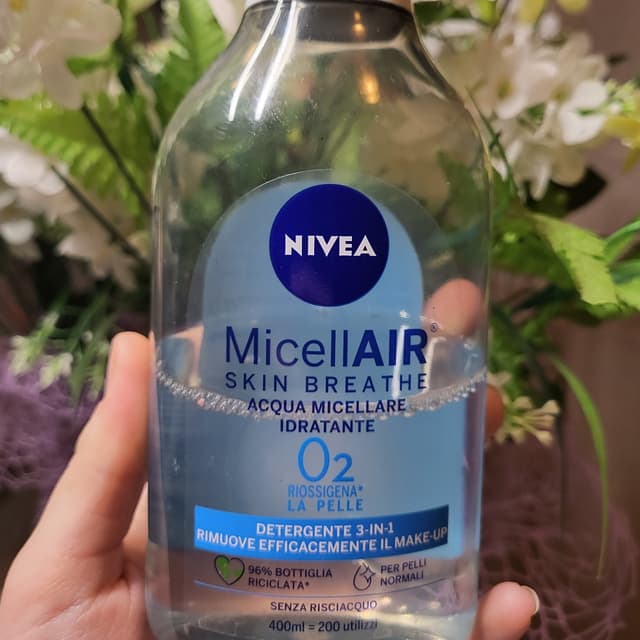 NIVEA
MicellAIR®
SKIN BREATHE
ACQUA MICELLARE
IDRATANTE
O2
RIOSSIGENA*
LA PELLE
DETERGENTE 3-IN-1
RIMUOVE EFFICACEMENTE IL MAKE-UP
96% BOTTIGLIA
RICICLATA*
PER PELLI
NORMALI
SENZA RISCIACQUO
400ml = 200 utilizzi